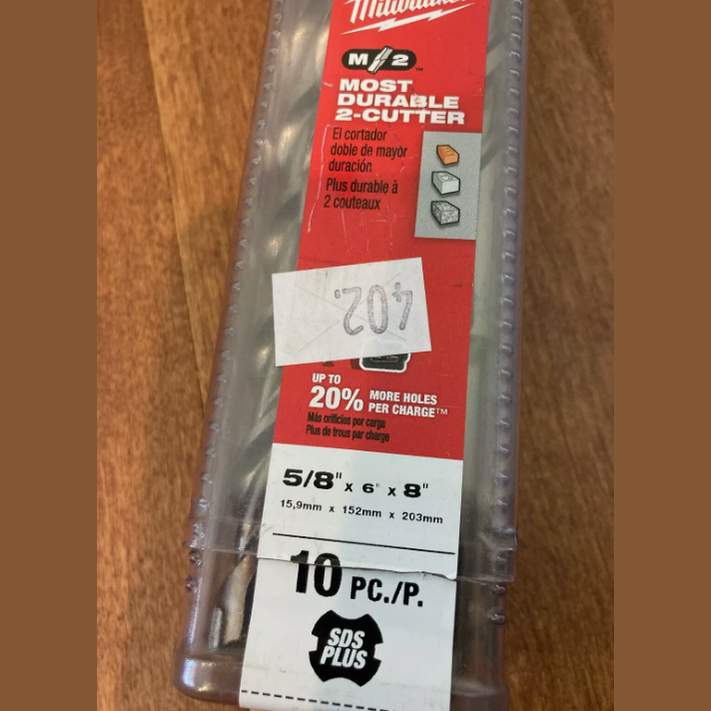 Milwaukee
M/2™
MOST
DURABLE
2-CUTTER
El cortador
doble de mayor
duración
Plus durable à
2 couteaux
402.
UP TO
20% MORE HOLES
PER CHARGE™
Más orificios por carga
Plus de trous par charge
5/8" x 6" x 8"
15,9mm x 152mm x 203mm
10 PC./P.
SDS
PLUS